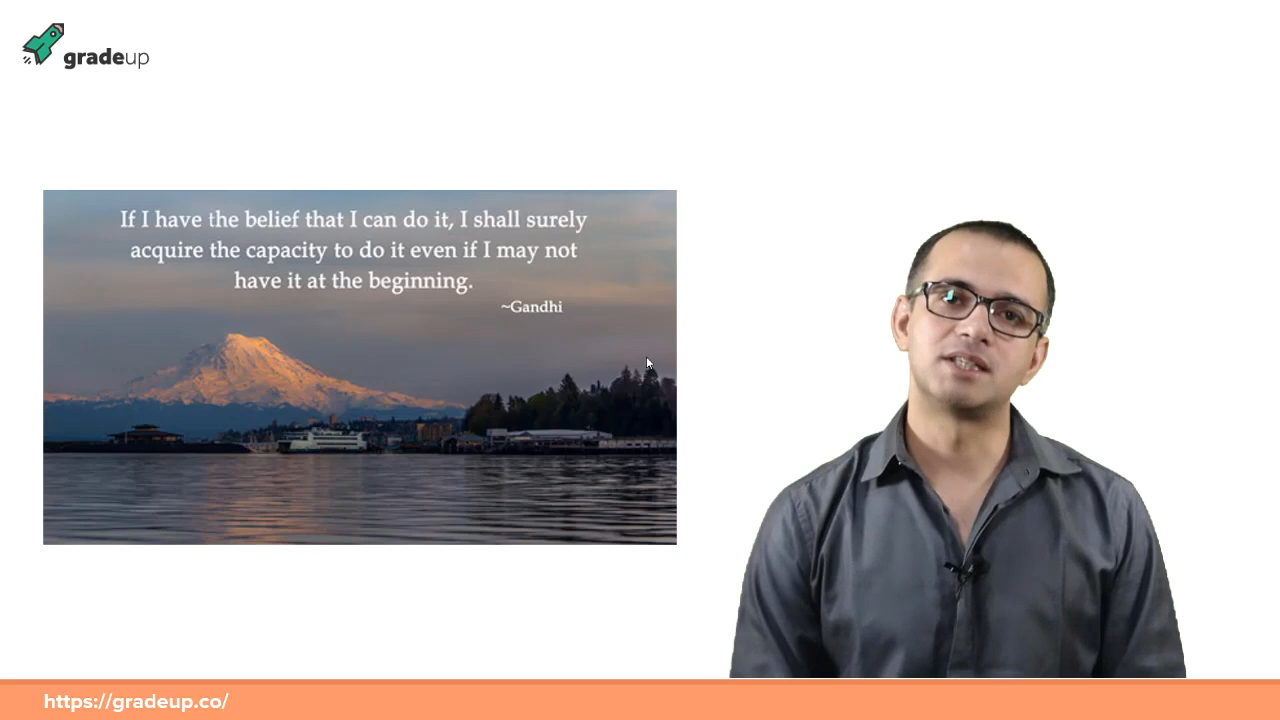 gradeup
If I have the belief that I can do it, I shall surely
acquire the capacity to do it even if I may not
have it at the beginning.
~Gandhi
https://gradeup.co/